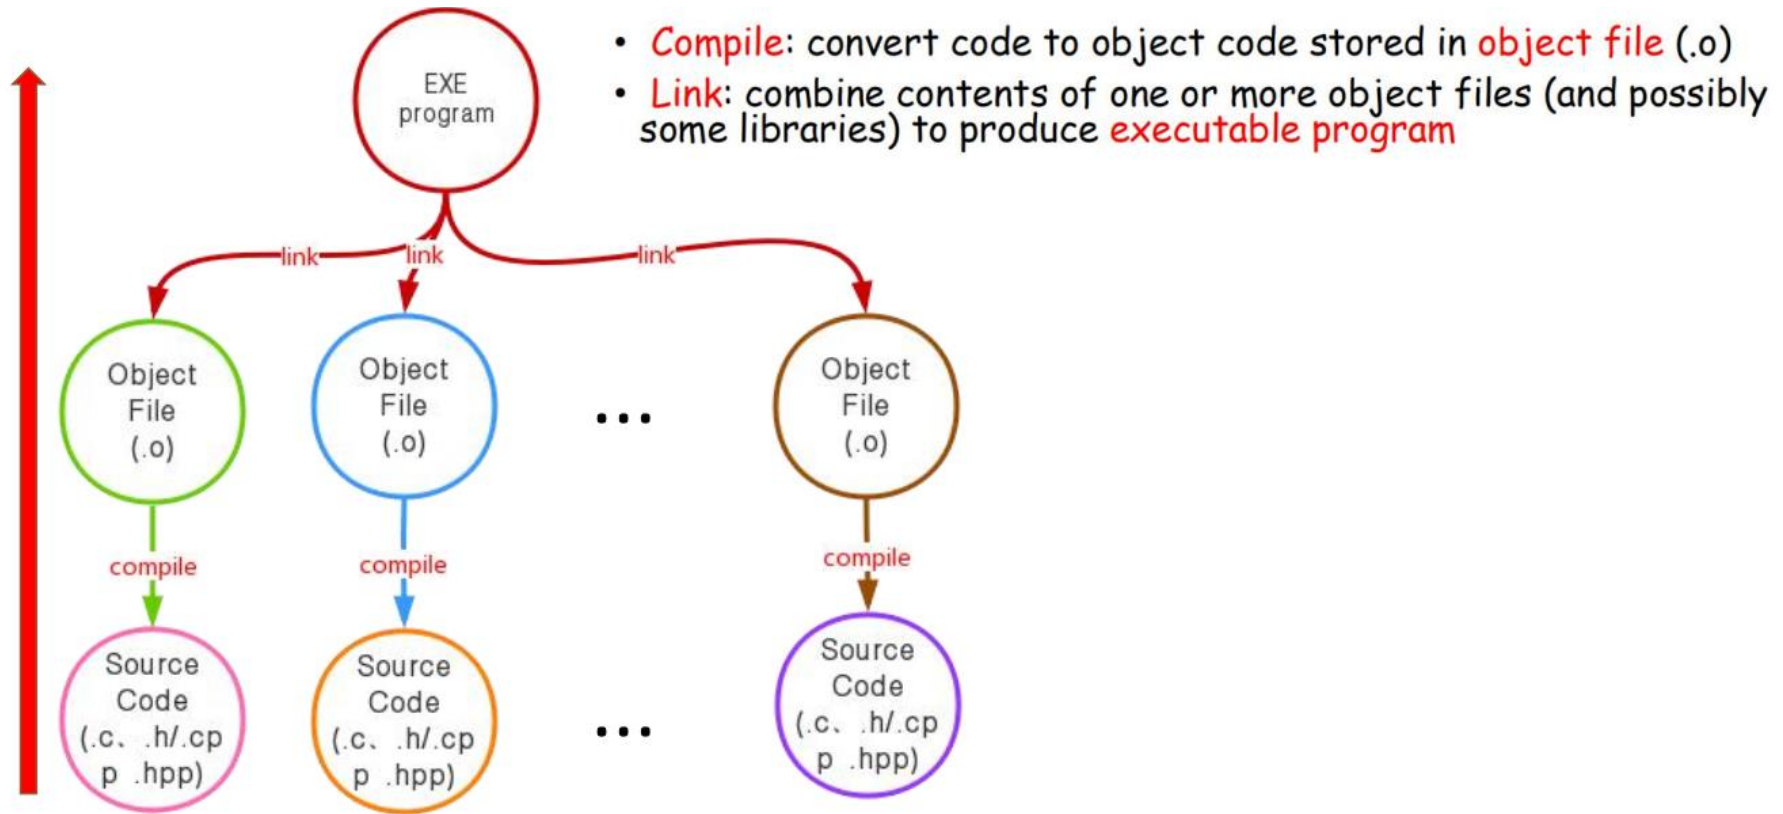 EXE
program
• Compile: convert code to object code stored in object file (.o)
• Link: combine contents of one or more object files (and possibly
some libraries) to produce executable program
link
link
link
Object
File
(.o)
Object
File
(.o)
...
Object
File
(.o)
compile
compile
compile
Source
Code
(.c、 .h/.cp
p .hpp)
Source
Code
(.c、 .h/.cp
p .hpp)
...
Source
Code
(.c、 .h/.cp
p .hpp)